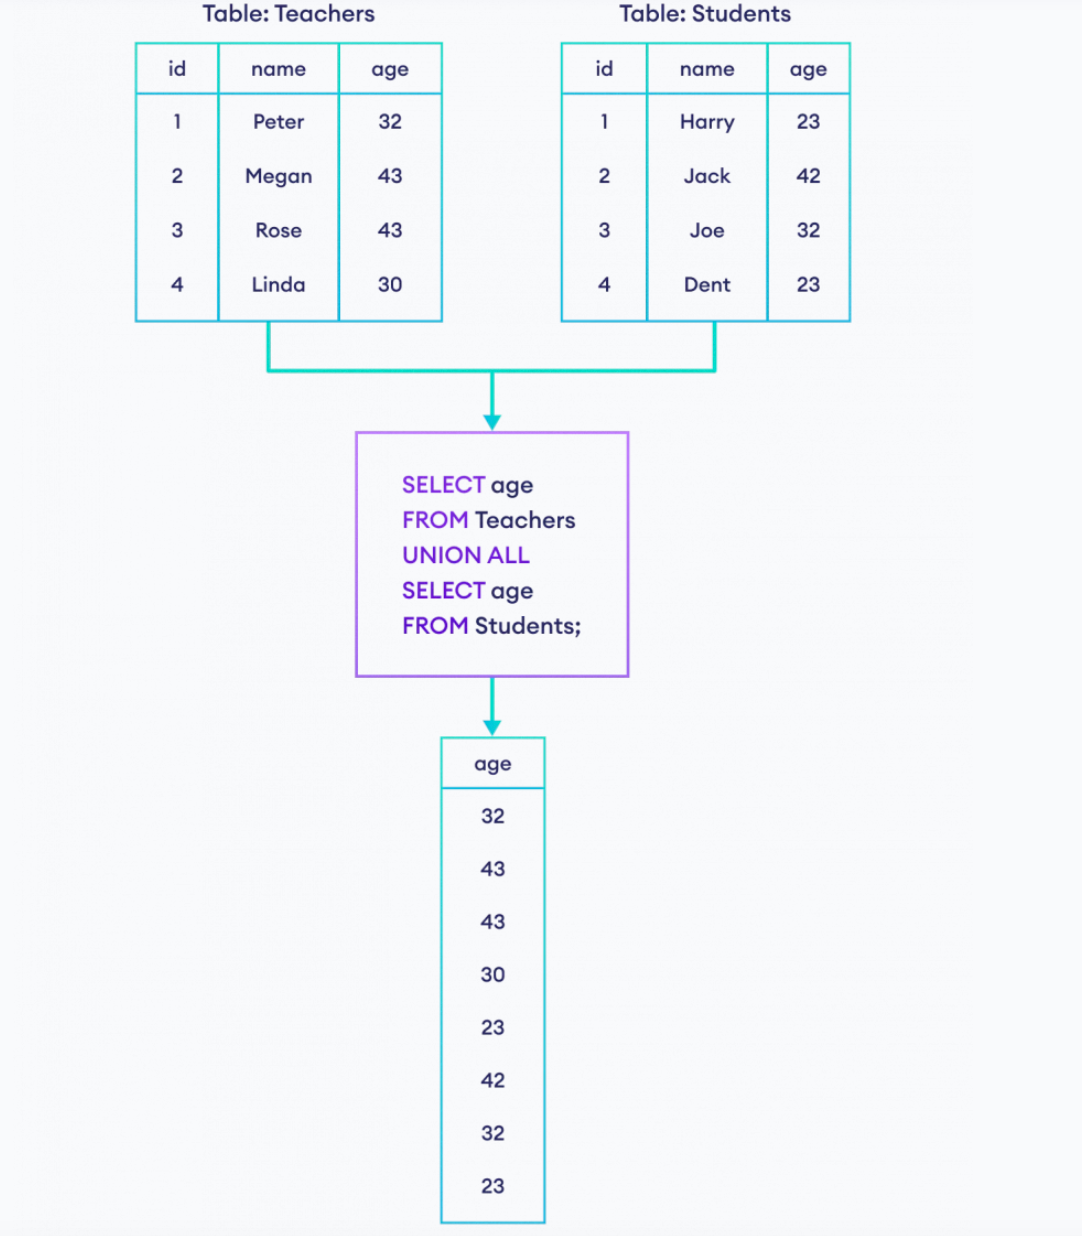 Table: Teachers
id name age
1 Peter 32
2 Megan 43
3 Rose 43
4 Linda 30
Table: Students
id name age
1 Harry 23
2 Jack 42
3 Joe 32
4 Dent 23
SELECT age
FROM Teachers
UNION ALL
SELECT age
FROM Students;
age
32
43
43
30
23
42
32
23